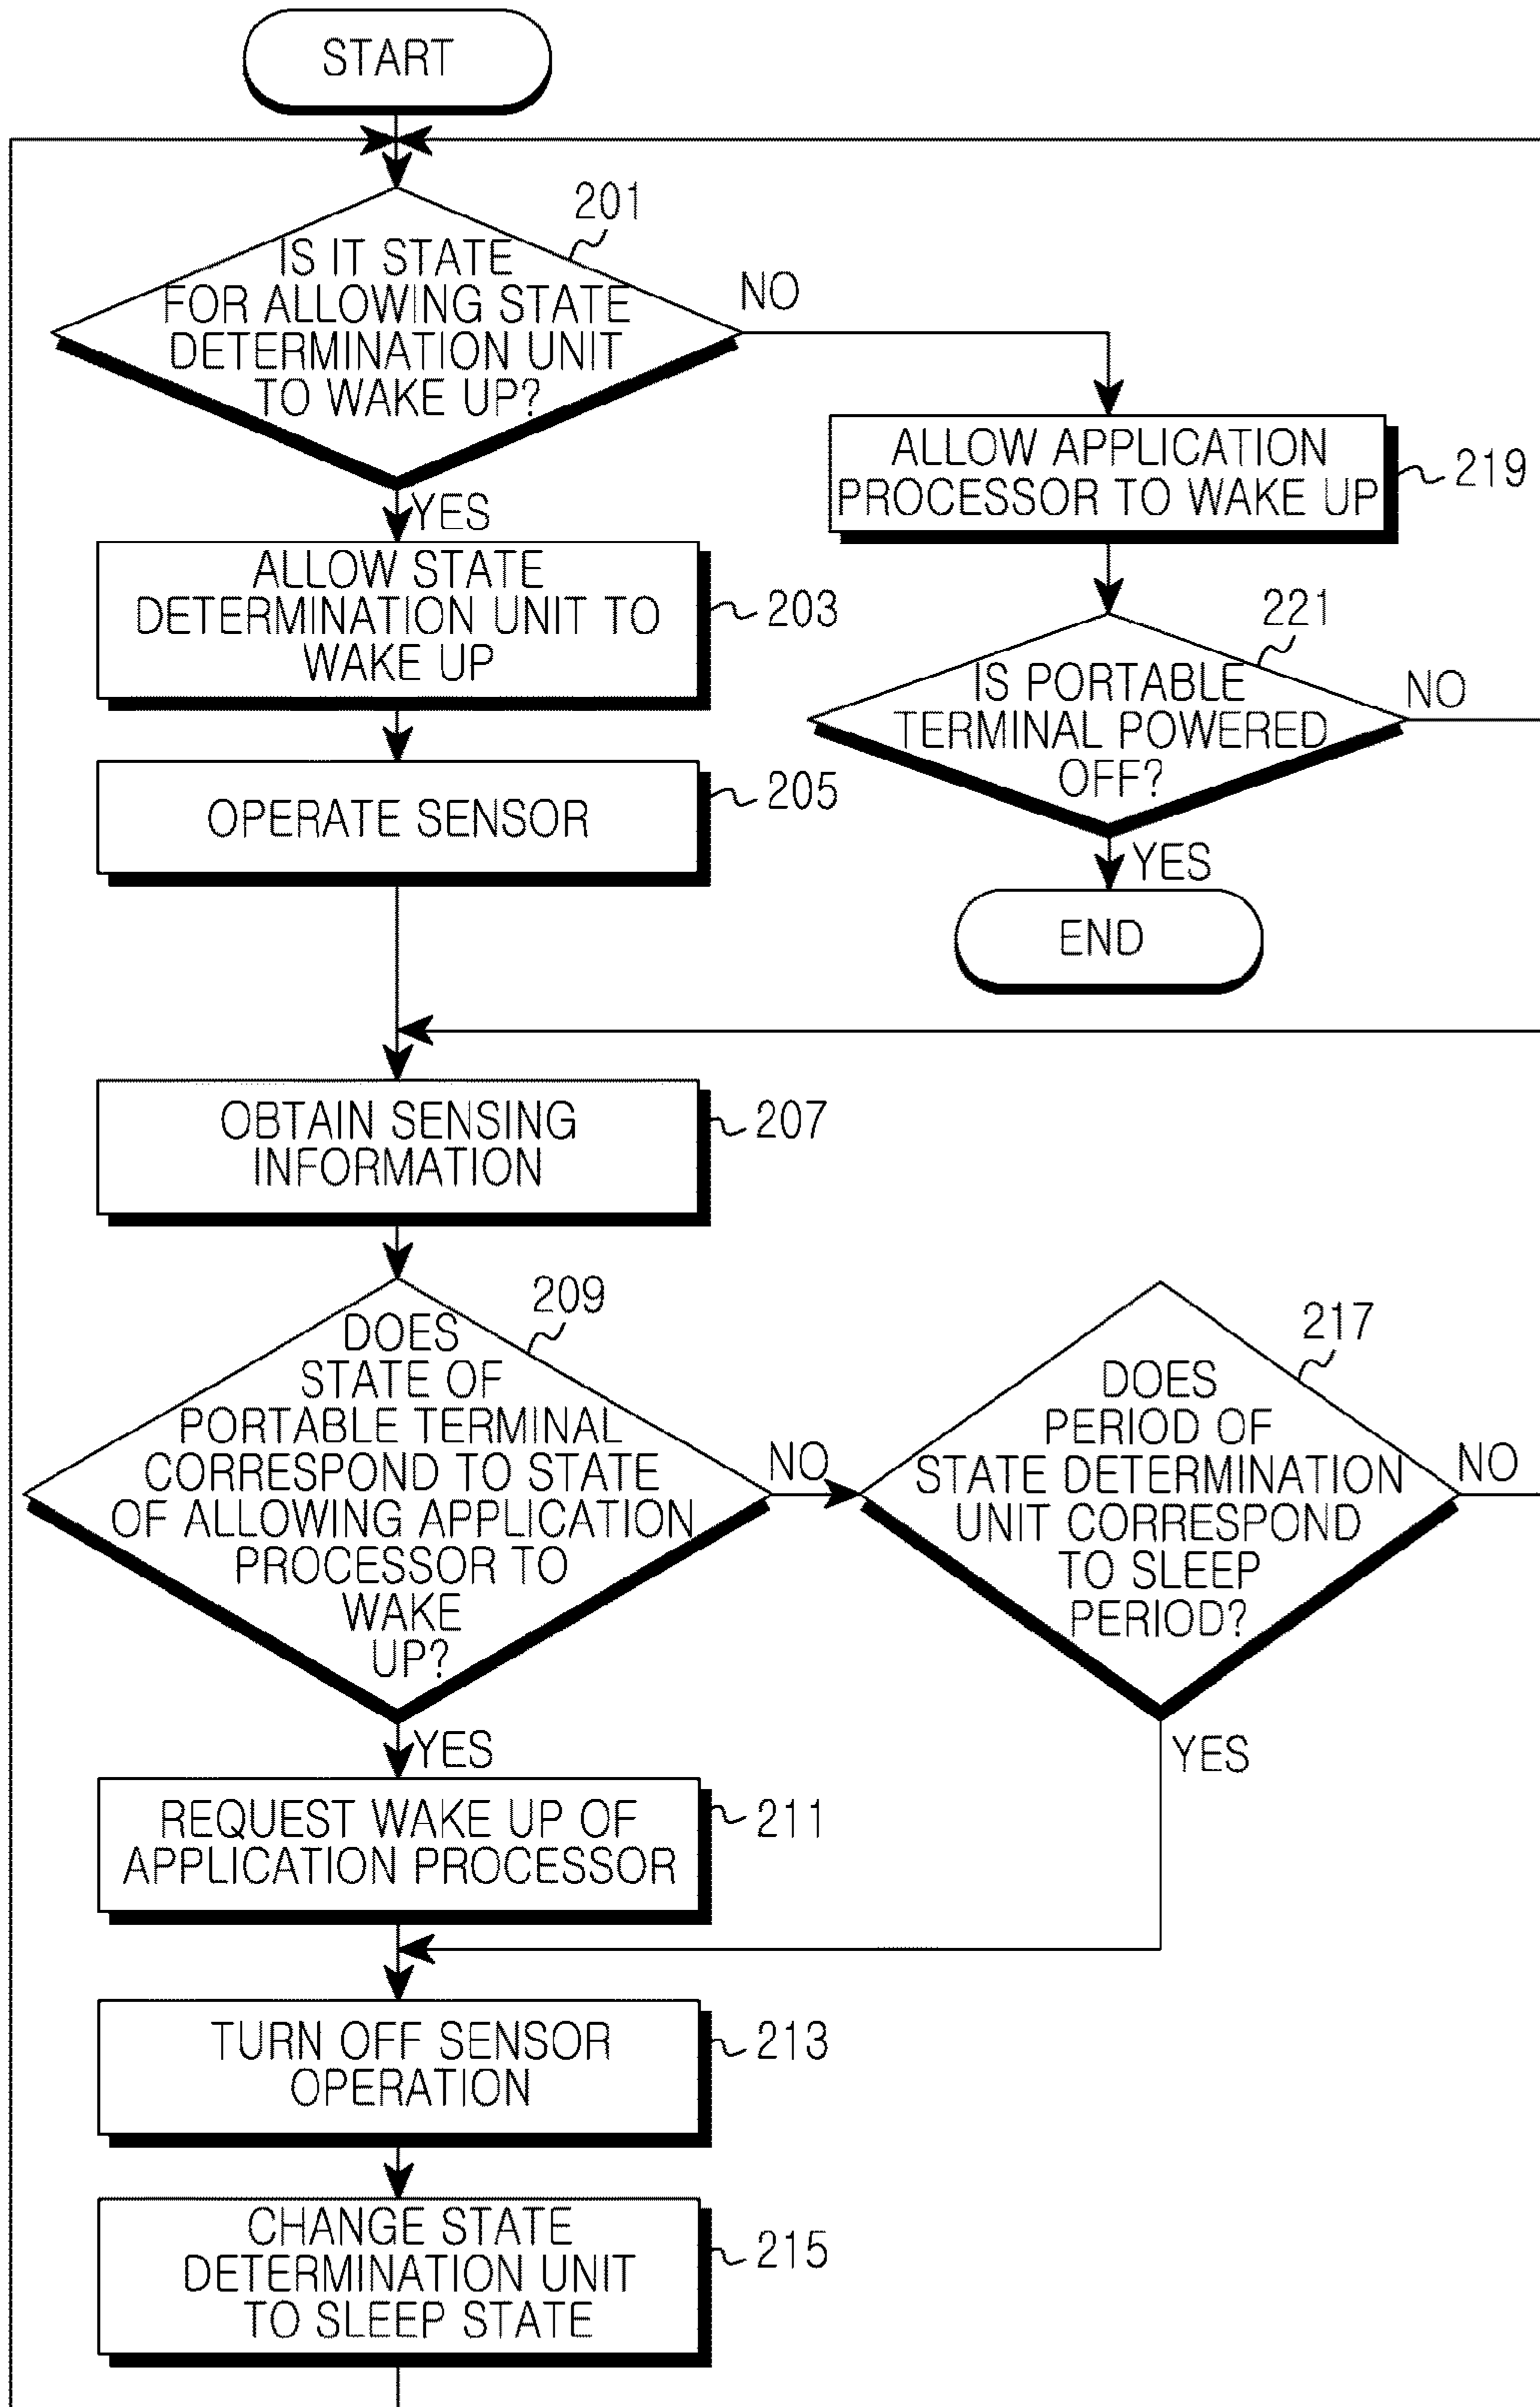 START
201
IS IT STATE
FOR ALLOWING STATE
DETERMINATION UNIT
TO WAKE UP?
NO
YES
ALLOW APPLICATION
PROCESSOR TO WAKE UP
219
ALLOW STATE
DETERMINATION UNIT TO
WAKE UP
203
221
IS PORTABLE
TERMINAL POWERED
OFF?
NO
YES
OPERATE SENSOR
205
END
OBTAIN SENSING
INFORMATION
207
209
DOES
STATE OF
PORTABLE TERMINAL
CORRESPOND TO STATE
OF ALLOWING APPLICATION
PROCESSOR TO
WAKE
UP?
NO
YES
217
DOES
PERIOD OF
STATE DETERMINATION
UNIT CORRESPOND
TO SLEEP
PERIOD?
NO
YES
REQUEST WAKE UP OF
APPLICATION PROCESSOR
211
TURN OFF SENSOR
OPERATION
213
CHANGE STATE
DETERMINATION UNIT
TO SLEEP STATE
215